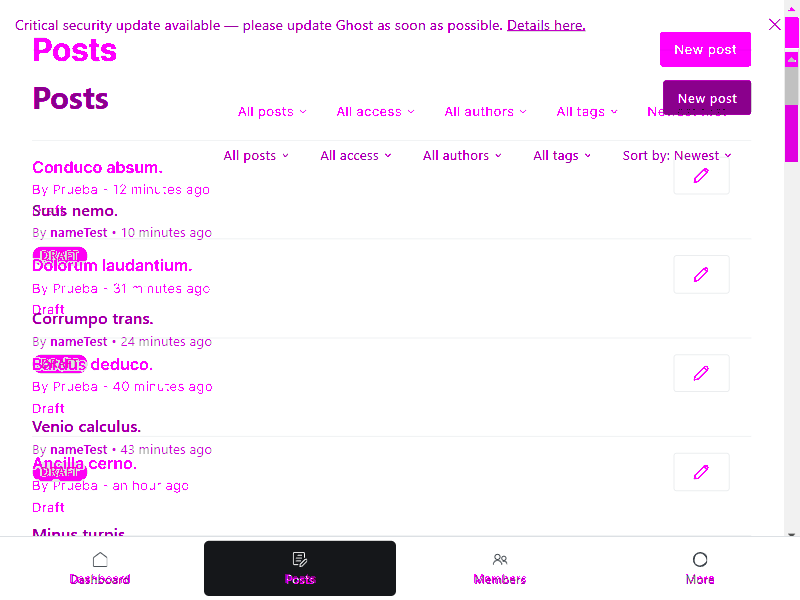 Critical security update available — please update Ghost as soon as possible. Details here.
Posts
New post
Posts
New post
All posts
All access
All authors
All tags
All posts
All access
All authors
All tags
Sort by: Newest
Conduco absum.
By Prueba - 12 minutes ago
Draft
Suus nemo.
By nameTest • 10 minutes ago
DRAFT
Dolorum laudantium.
By Prueba - 31 minutes ago
Draft
Corrumpo trans.
By nameTest • 24 minutes ago
deduco.
By Prueba - 40 minutes ago
Draft
Venio calculus.
By nameTest • 43 minutes ago
Ancilla cerno.
DRAFT
By Prueba - an hour ago
Draft
Minus turpis.
Dashboard
Posts
Members
More